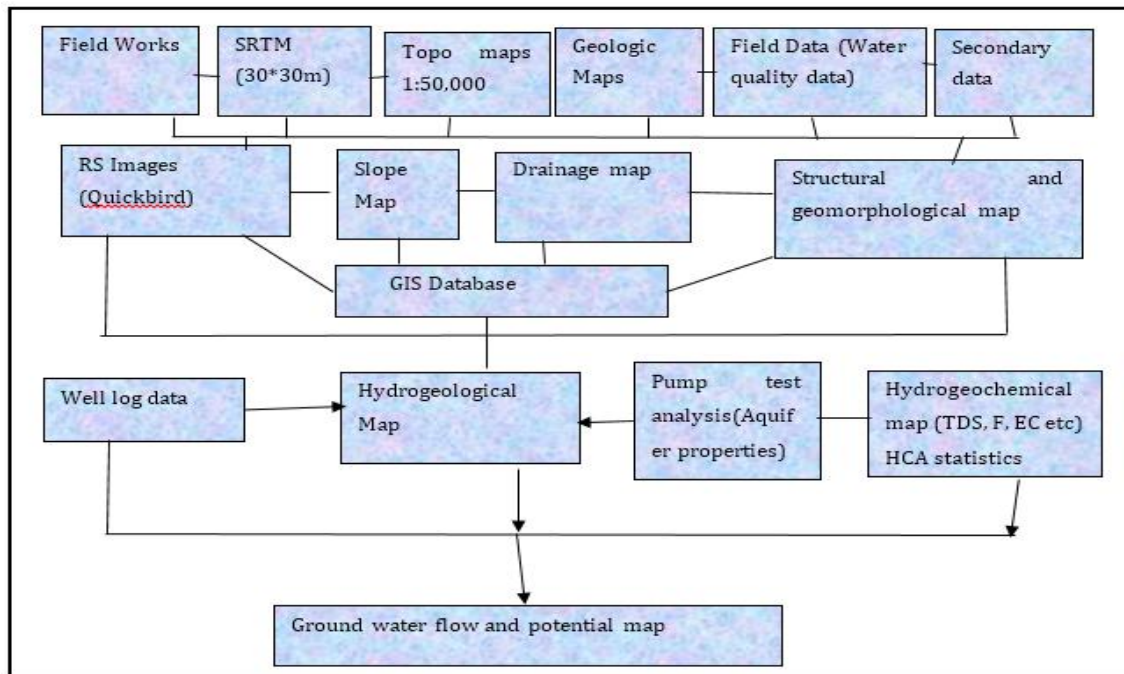 Field Works
SRTM
(30*30m)
Topo maps
1:50,000
Geologic
Maps
Field Data (Water
quality data)
Secondary
data
RS Images
(Quickbird)
Slope
Map
Drainage map
Structural and
geomorphological map
GIS Database
Well log data
Hydrogeological
Map
Pump test
analysis(Aquif
er properties)
Hydrogeochemical
map (TDS, F, EC etc)
HCA statistics
Ground water flow and potential map